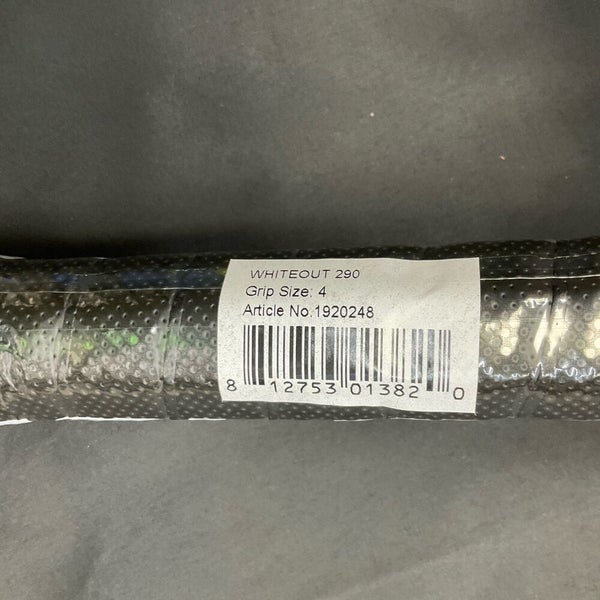 WHITEOUT 290
Grip Size: 4
Article No.1920248
8 12753 01382 0